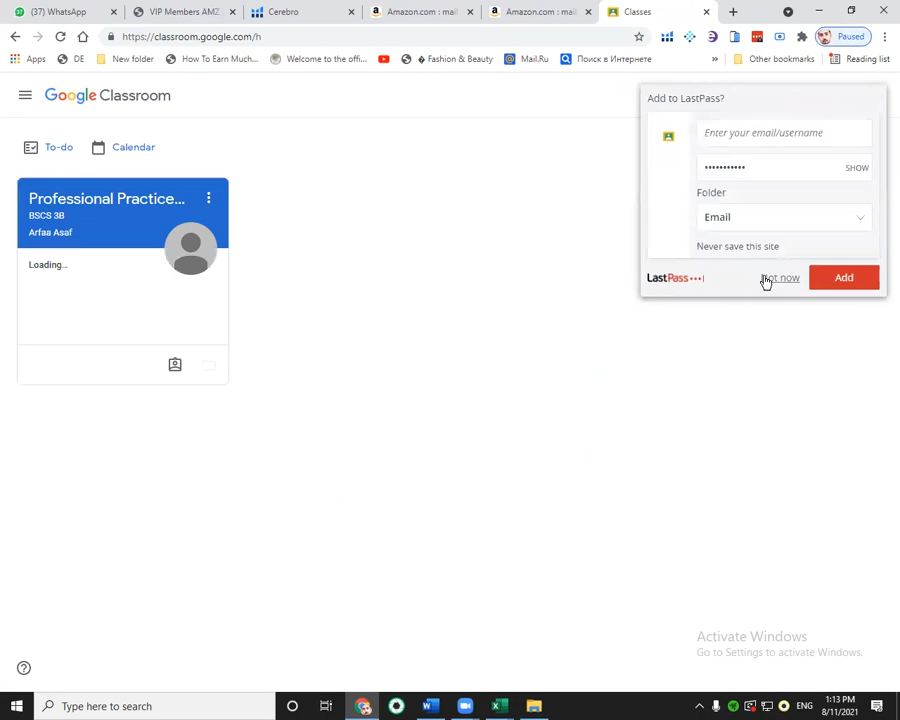 (37) WhatsApp
VIP Members AMZ
Cerebro
Amazon.com : mail
Amazon.com : mail
Classes
https://classroom.google.com/h
Paused
Apps
DE
New folder
How To Earn Much...
Welcome to the offi...
� Fashion & Beauty
Mail.Ru
Поиск в Интернете
»
Other bookmarks
Reading list
Google Classroom
To-do
Calendar
Professional Practice...
BSCS 3B
Arfaa Asaf
Loading...
Add to LastPass?
Enter your email/username
•••••••••••
SHOW
Folder
Email
Never save this site
LastPass•••|
Not now
Add
Activate Windows
Go to Settings to activate Windows.
Type here to search
ENG
1:13 PM
8/11/2021